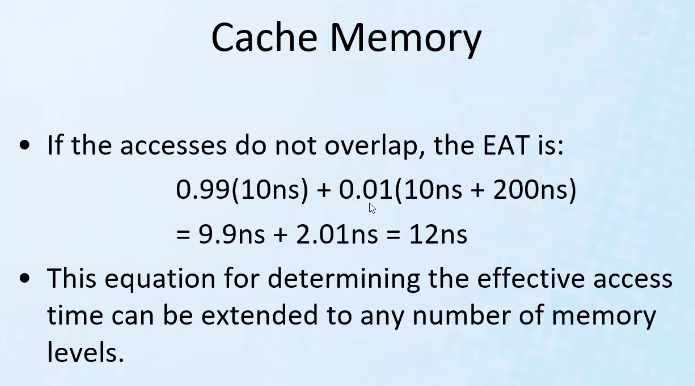 Cache Memory
• If the accesses do not overlap, the EAT is:
0.99(10ns) + 0.01(10ns + 200ns)
= 9.9ns + 2.01ns = 12ns
• This equation for determining the effective access
time can be extended to any number of memory
levels.